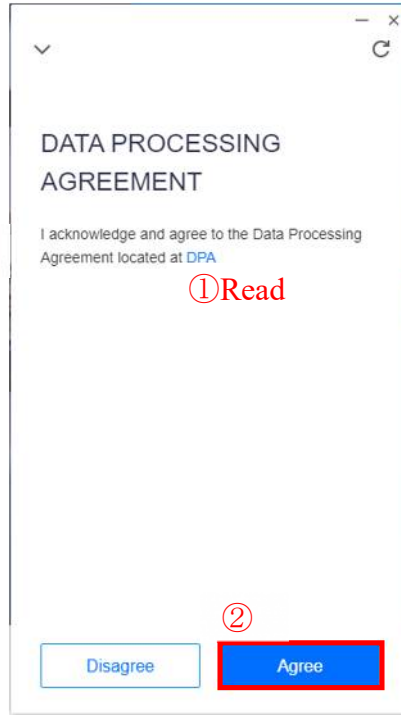 DATA PROCESSING
AGREEMENT
I acknowledge and agree to the Data Processing
Agreement located at DPA
①Read
②
Disagree
Agree